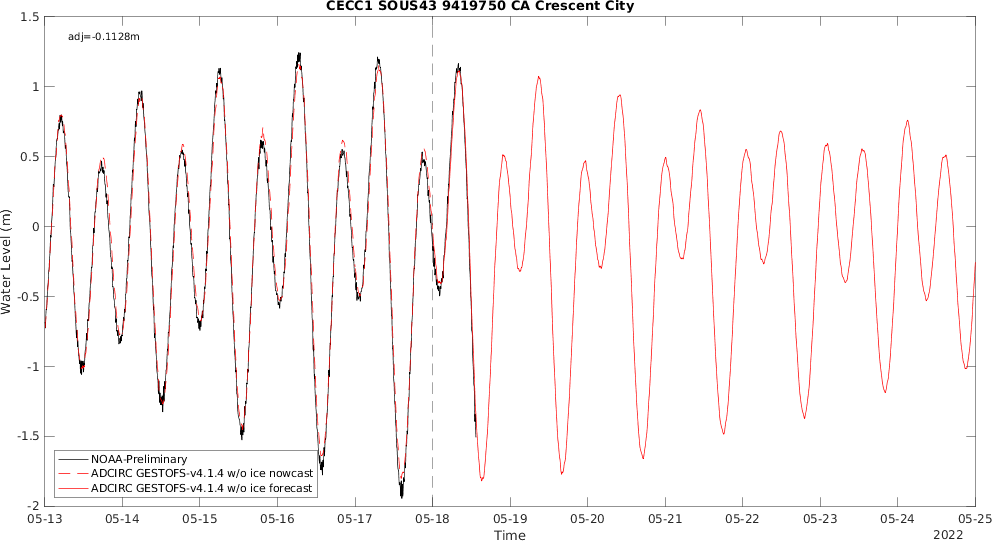 CECC1 SOUS43 9419750 CA Crescent City
adj=-0.1128m
1.5
1
0.5
0
-0.5
-1
-1.5
-2
Water Level (m)
NOAA-Preliminary
ADCIRC GESTOFS-v4.1.4 w/o ice nowcast
ADCIRC GESTOFS-v4.1.4 w/o ice forecast
05-13 05-14 05-15 05-16 05-17 05-18 05-19 05-20 05-21 05-22 05-23 05-24 05-25
Time
2022